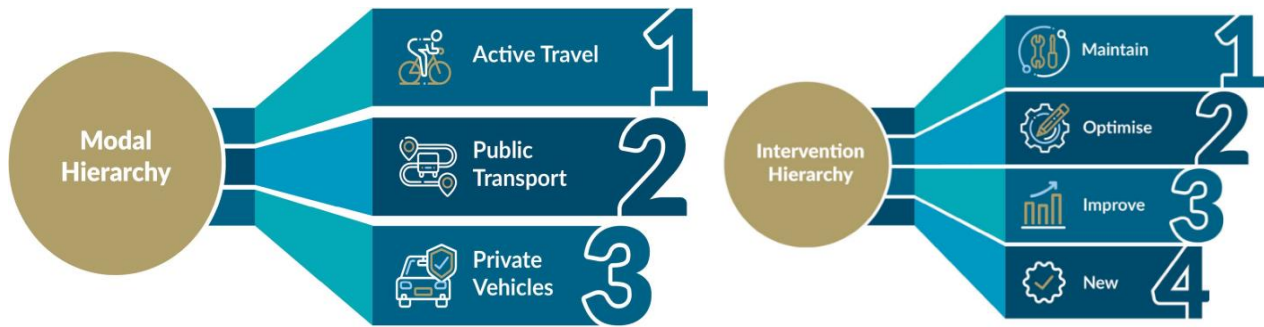 Modal
Hierarchy
Active Travel
1
Public
Transport
2
Private
Vehicles
3
Intervention
Hierarchy
Maintain
1
Optimise
2
Improve
3
New
4